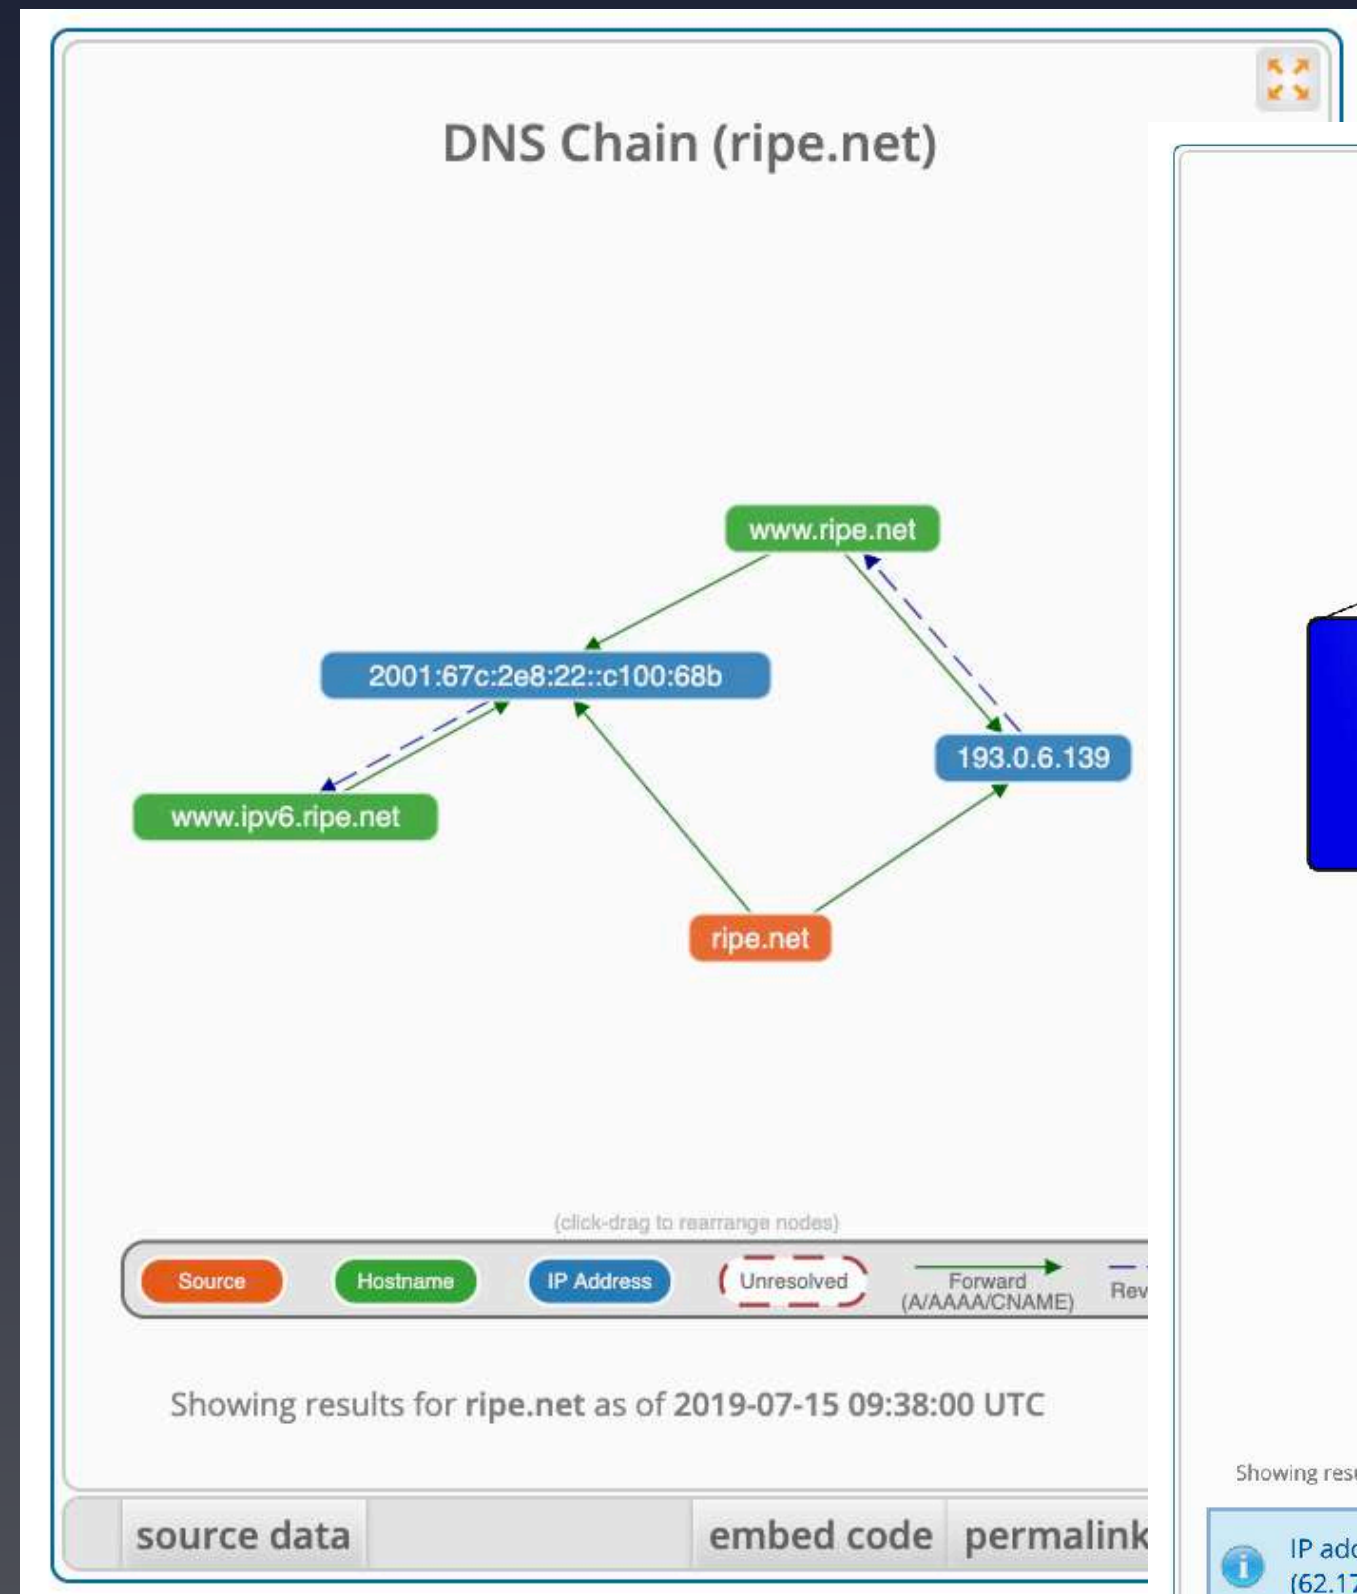 DNS Chain (ripe.net)
www.ripe.net
2001:67c:2e8:22::c100:68b
193.0.6.139
www.ipv6.ripe.net
ripe.net
(click-drag to rearrange nodes)
Source
Hostname
IP Address
Unresolved
Forward
(A/AAAA/CNAME)
Rev
Showing results for ripe.net as of 2019-07-15 09:38:00 UTC
source data
embed code
permalink
Showing resu
IP add
(62.17